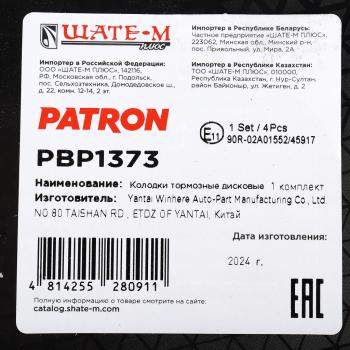 ШАТЕ-М
ПЛЮС
Импортер в Российской Федерации:
ООО «ШАТЕ-М ПЛЮС», 142116,
РФ, Московская обл., г. Подольск,
пос. Сельхозтехника, Домодедовское ш.,
д. 22, комн. 12-14, 2 эт.
Импортер в Республике Беларусь:
Частное предприятие «ШАТЕ-М ПЛЮС»,
223062, Минская обл., Минский р-н,
пос. Привольный, ул. Мира, 2А
Импортер в Республике Казахстан:
ТОО "ШАТЕ-М ПЛЮС", 010000,
Республика Казахстан, г. Нур-Султан,
район Байконыр, ул. Жетиген, д. 2
PATRON
PBP1373
E11
1 Set / 4Pcs
90R-02A01552/45917
Наименование: Колодки тормозные дисковые 1 комплект
Изготовитель: Yantai Winhere Auto-Part Manufacturing Co., Ltd.
NO.80 TAISHAN RD., ETDZ OF YANTAI, Китай
Дата изготовления:
2024 г.
4 814255 280911
EAC
Полную информацию
о товаре смотрите на сайте:
catalog.shate-m.com